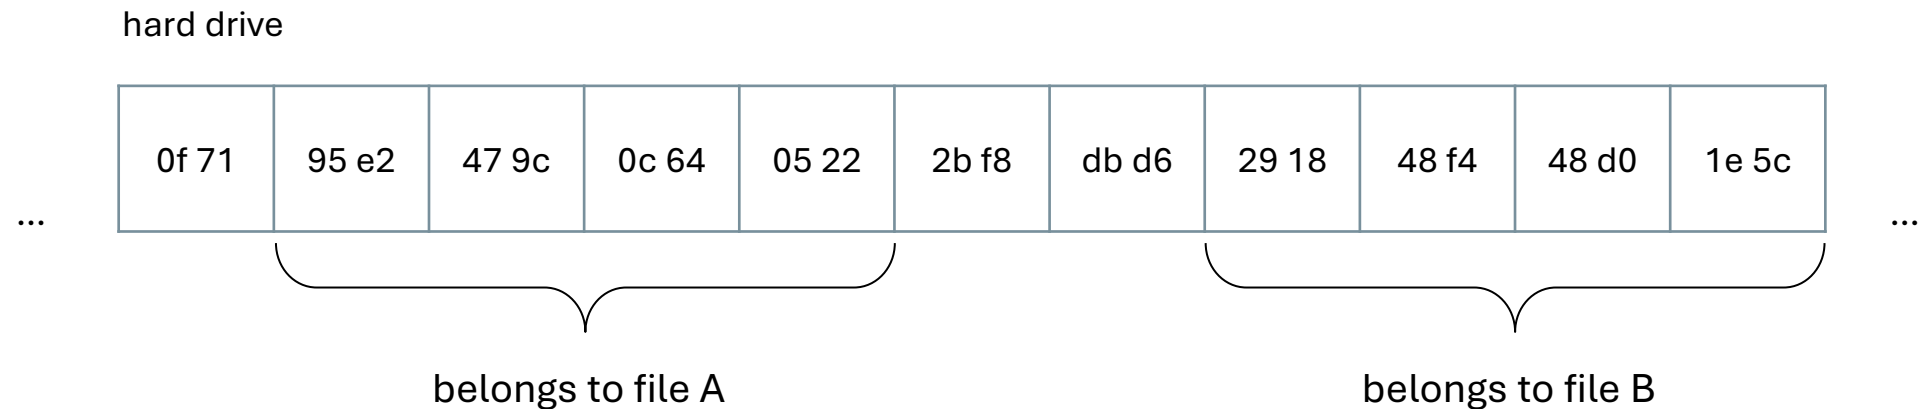 hard drive
0f 71 95 e2 47 9c 0c 64 05 22 2b f8 db d6 29 18 48 f4 48 d0 1e 5c
... ...
belongs to file A belongs to file B